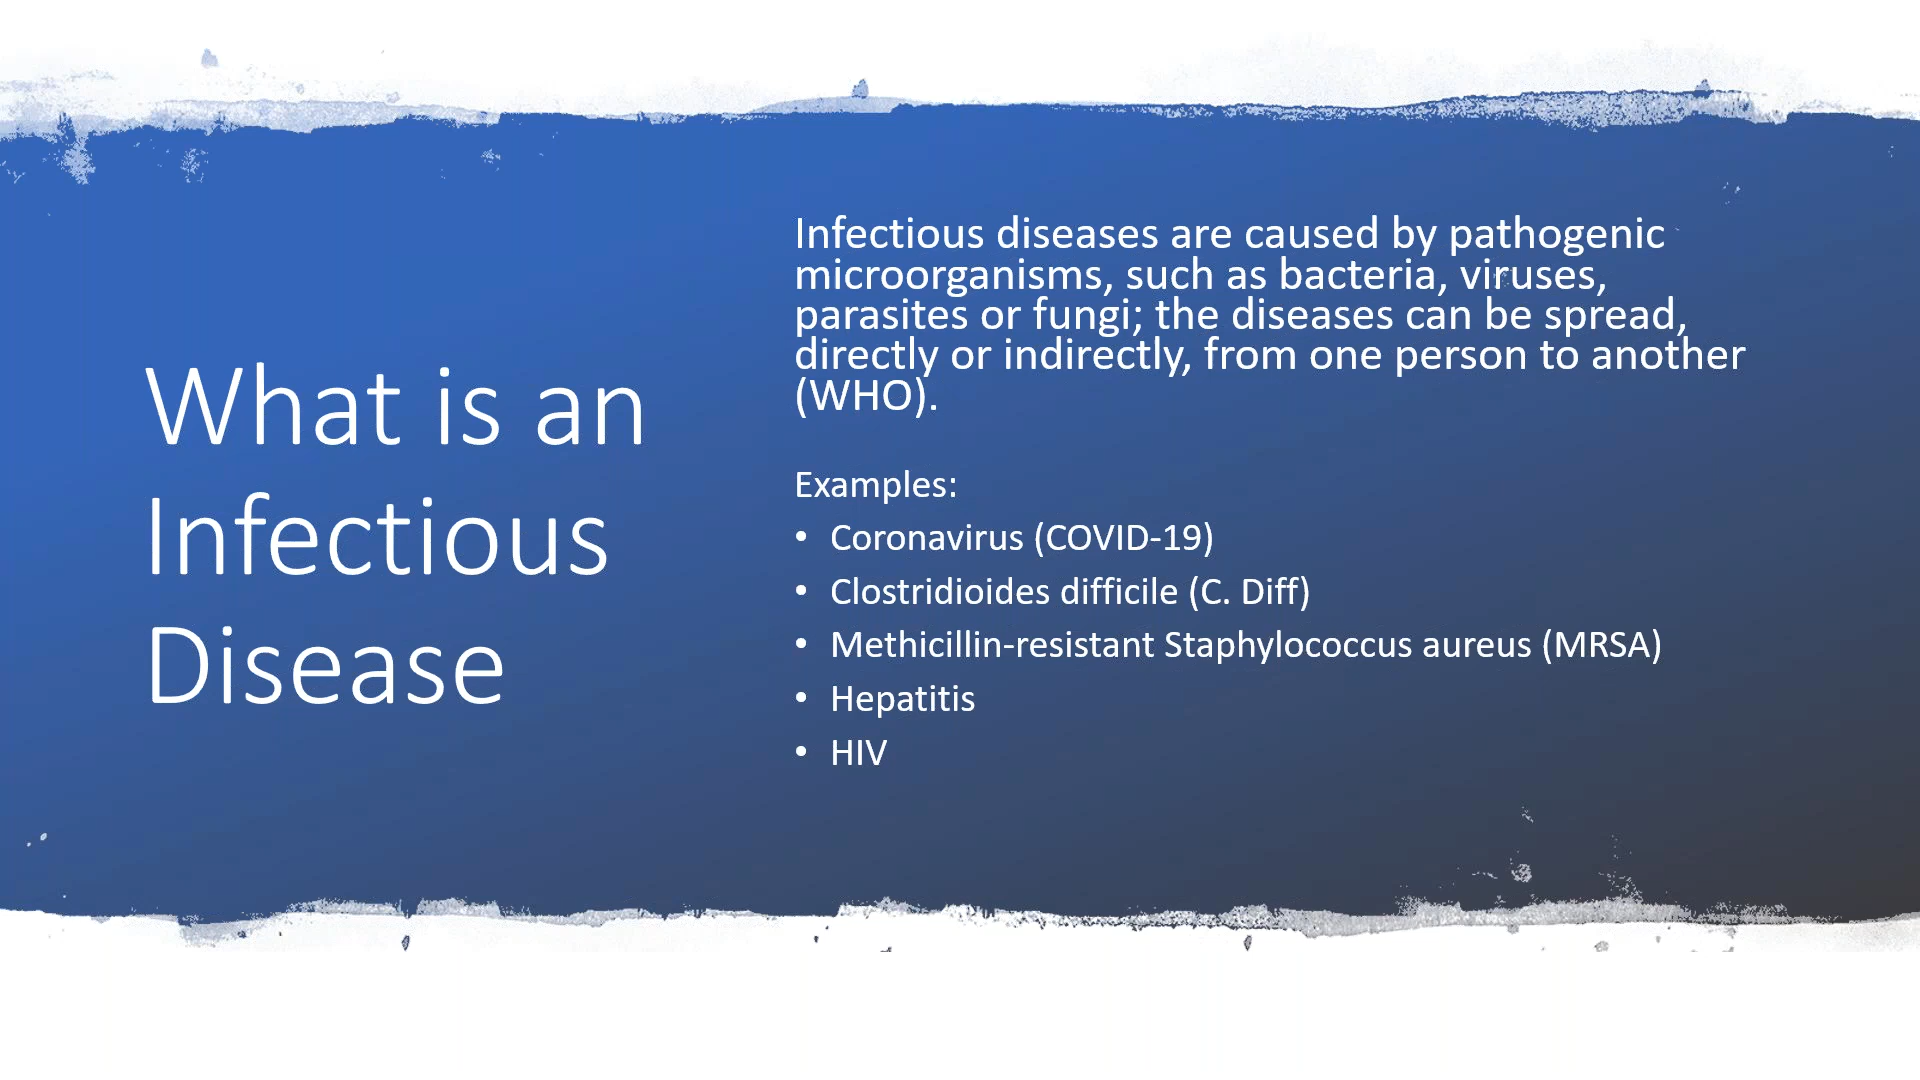 What is an
Infectious
Disease
Infectious diseases are caused by pathogenic
microorganisms, such as bacteria, viruses,
parasites or fungi; the diseases can be spread,
directly or indirectly, from one person to another
(WHO).
Examples:
• Coronavirus (COVID-19)
• Clostridioides difficile (C. Diff)
• Methicillin-resistant Staphylococcus aureus (MRSA)
• Hepatitis
• HIV